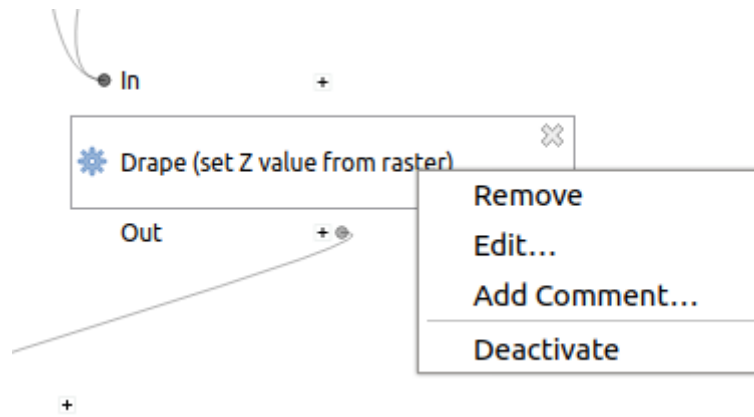 In
+
Drape (set Z value from raster)
Remove
Out
+
Edit...
Add Comment...
Deactivate
+